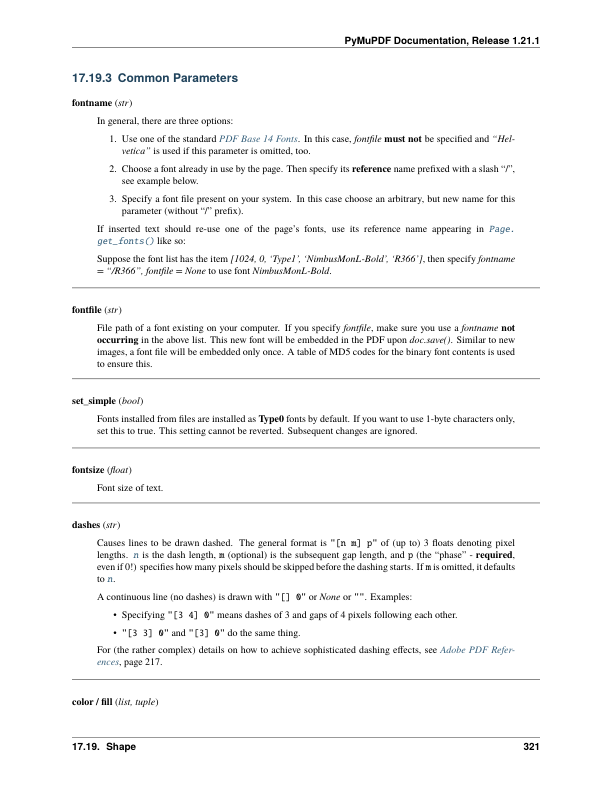 PyMuPDF Documentation, Release 1.21.1
17.19.3 Common Parameters
fontname (str)
In general, there are three options:
1. Use one of the standard PDF Base 14 Fonts. In this case, fontfile must not be specified and “Hel-
vetica” is used if this parameter is omitted, too.
2. Choose a font already in use by the page. Then specify its reference name prefixed with a slash “/”,
see example below.
3. Specify a font file present on your system. In this case choose an arbitrary, but new name for this
parameter (without “/” prefix).
If inserted text should re-use one of the page’s fonts, use its reference name appearing in Page.
get_fonts() like so:
Suppose the font list has the item [1024, 0, ‘Type1’, ‘NimbusMonL-Bold’, ‘R366’], then specify fontname
= “/R366”, fontfile = None to use font NimbusMonL-Bold.
fontfile (str)
File path of a font existing on your computer. If you specify fontfile, make sure you use a fontname not
occurring in the above list. This new font will be embedded in the PDF upon doc.save(). Similar to new
images, a font file will be embedded only once. A table of MD5 codes for the binary font contents is used
to ensure this.
set_simple (bool)
Fonts installed from files are installed as Type0 fonts by default. If you want to use 1-byte characters only,
set this to true. This setting cannot be reverted. Subsequent changes are ignored.
fontsize (float)
Font size of text.
dashes (str)
Causes lines to be drawn dashed. The general format is "[n m] p" of (up to) 3 floats denoting pixel
lengths. n is the dash length, m (optional) is the subsequent gap length, and p (the “phase” - required,
even if 0!) specifies how many pixels should be skipped before the dashing starts. If m is omitted, it defaults
to n.
A continuous line (no dashes) is drawn with "[] 0" or None or "". Examples:
• Specifying "[3 4] 0" means dashes of 3 and gaps of 4 pixels following each other.
• "[3 3] 0" and "[3] 0" do the same thing.
For (the rather complex) details on how to achieve sophisticated dashing effects, see Adobe PDF Refer-
ences, page 217.
color / fill (list, tuple)
17.19. Shape 321